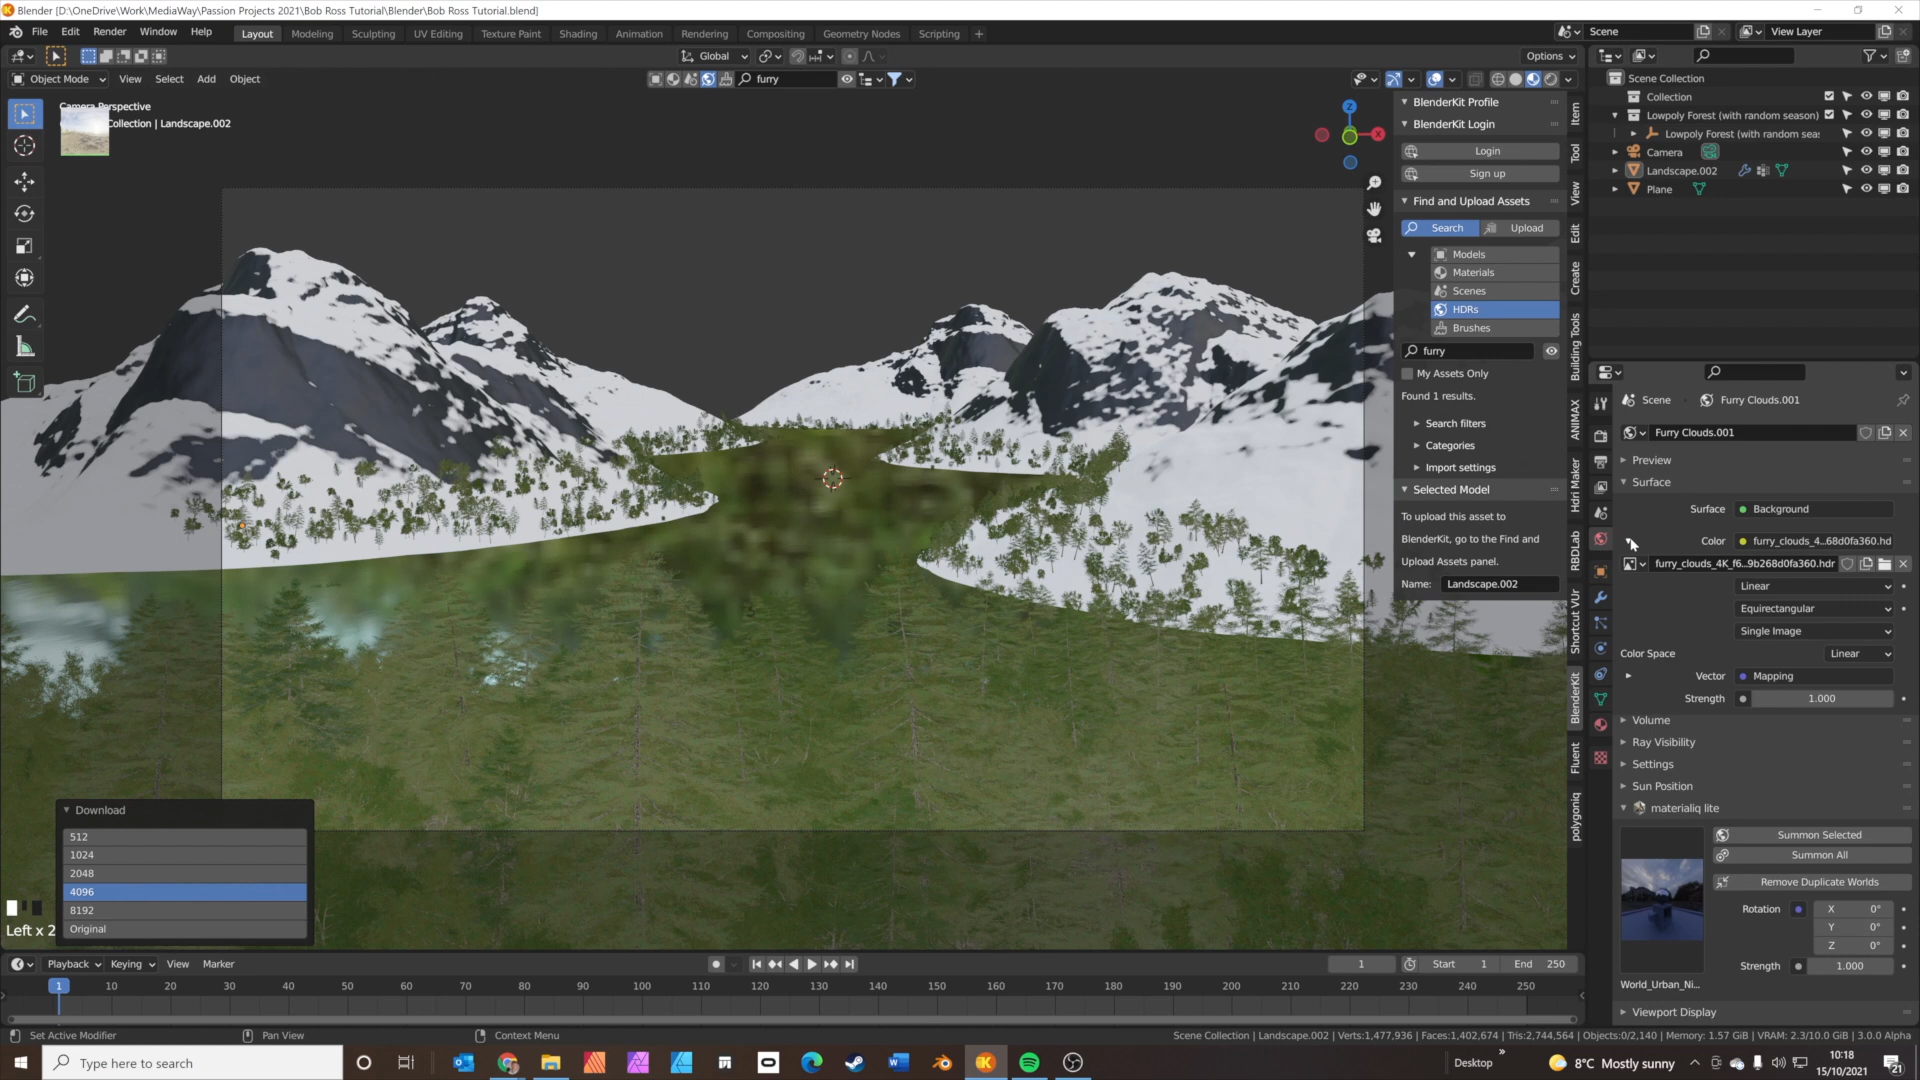 Blender [D:\OneDrive\Work\MediaWay\Passion Projects 2021\Bob Ross Tutorial\Blender\Bob Ross Tutorial.blend]
File Edit Render Window Help Layout Modeling Sculpting UV Editing Texture Paint Shading Animation Rendering Compositing Geometry Nodes Scripting + Scene View Layer
Global Options
Object Mode View Select Add Object furry
Camera Perspective
Collection | Landscape.002
Z
X
BlenderKit Profile
BlenderKit Login
Login
Sign up
Find and Upload Assets
Search Upload
Models
Materials
Scenes
HDRs
Brushes
furry
My Assets Only
Found 1 results.
Search filters
Categories
Import settings
Selected Model
To upload this asset to
BlenderKit, go to the Find and
Upload Assets panel.
Name: Landscape.002
Item
Tool
View
Edit
Create
Building Tools
ANIMAX
Hdri Maker
RBDLab
Shortcut VUr
BlenderKit
Fluent
polygoniq
Scene Collection
Collection
Lowpoly Forest (with random season)
Lowpoly Forest (with random seas
Camera
Landscape.002
Plane
Scene Furry Clouds.001
Furry Clouds.001
Preview
Surface
Surface Background
Color furry_clouds_4...68d0fa360.hd
furry_clouds_4K_f6...9b268d0fa360.hdr
Linear
Equirectangular
Single Image
Color Space Linear
Vector Mapping
Strength 1.000
Volume
Ray Visibility
Settings
Sun Position
materialiq lite
Summon Selected
Summon All
Remove Duplicate Worlds
Rotation X 0°
Y 0°
Z 0°
Strength 1.000
World_Urban_Ni...
Viewport Display
Download
512
1024
2048
4096
8192
Original
Left x 2
Playback Keying View Marker 1 Start 1 End 250
1 10 20 30 40 50 60 70 80 90 100 110 120 130 140 150 160 170 180 190 200 210 220 230 240 250
Set Active Modifier Pan View Context Menu Scene Collection | Landscape.002 | Verts:1,477,936 | Faces:1,402,674 | Tris:2,744,564 | Objects:0/2,140 | Memory: 1.57 GiB | VRAM: 2.3/10.0 GiB | 3.0.0 Alpha
Type here to search Desktop 8°C Mostly sunny 10:18
15/10/2021 21